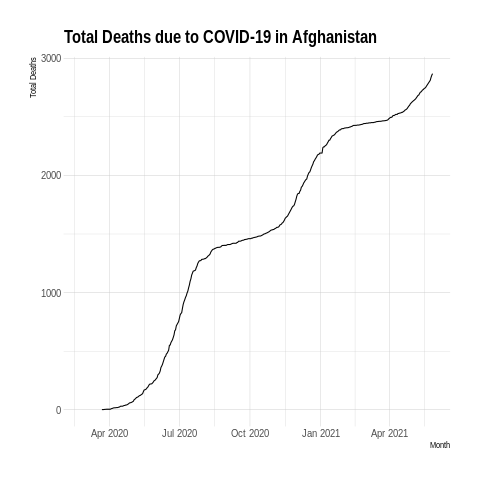 Total Deaths due to COVID-19 in Afghanistan
Total Deaths
3000
2000
1000
0
Apr 2020 Jul 2020 Oct 2020 Jan 2021 Apr 2021
Month